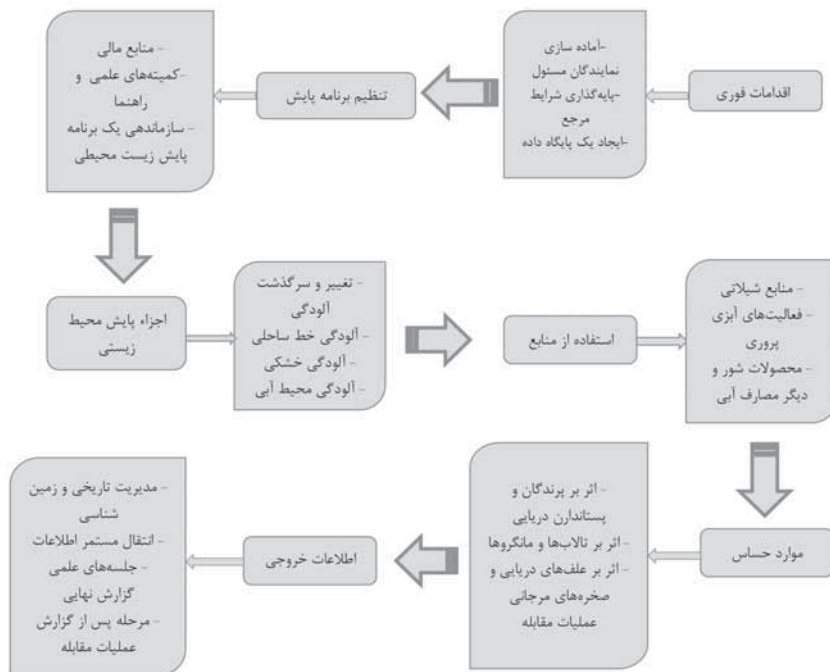 اقدامات فوری
-آماده سازی
نمایندگان مسئول
-پایه‌گذاری شرایط
مرجع
-ایجاد یک پایگاه داده
تنظیم برنامه پایش
- منابع مالی
-کمیته‌های علمی و
راهنما
- سازماندهی یک برنامه
پایش زیست محیطی
اجزاء پایش محیط
زیستی
- تغییر و سرگذشت
آلودگی
- آلودگی خط ساحلی
- آلودگی خشکی
- آلودگی محیط آبی
استفاده از منابع
- منابع شیلاتی
- فعالیت‌های آبزی
پروری
- محصولات شور و
دیگر مصارف آبی
موارد حساس
- اثر بر پرندگان و
پستاندارن دریایی
- اثر بر تالاب‌ها و مانگروها
- اثر بر علف‌های دریایی و
صخره‌های مرجانی
عملیات مقابله
اطلاعات خروجی
- مدیریت تاریخی و زمین
شناسی
- انتقال مستمر اطلاعات
- جلسه‌های علمی
گزارش نهایی
- مرحله پس از گزارش
عملیات مقابله